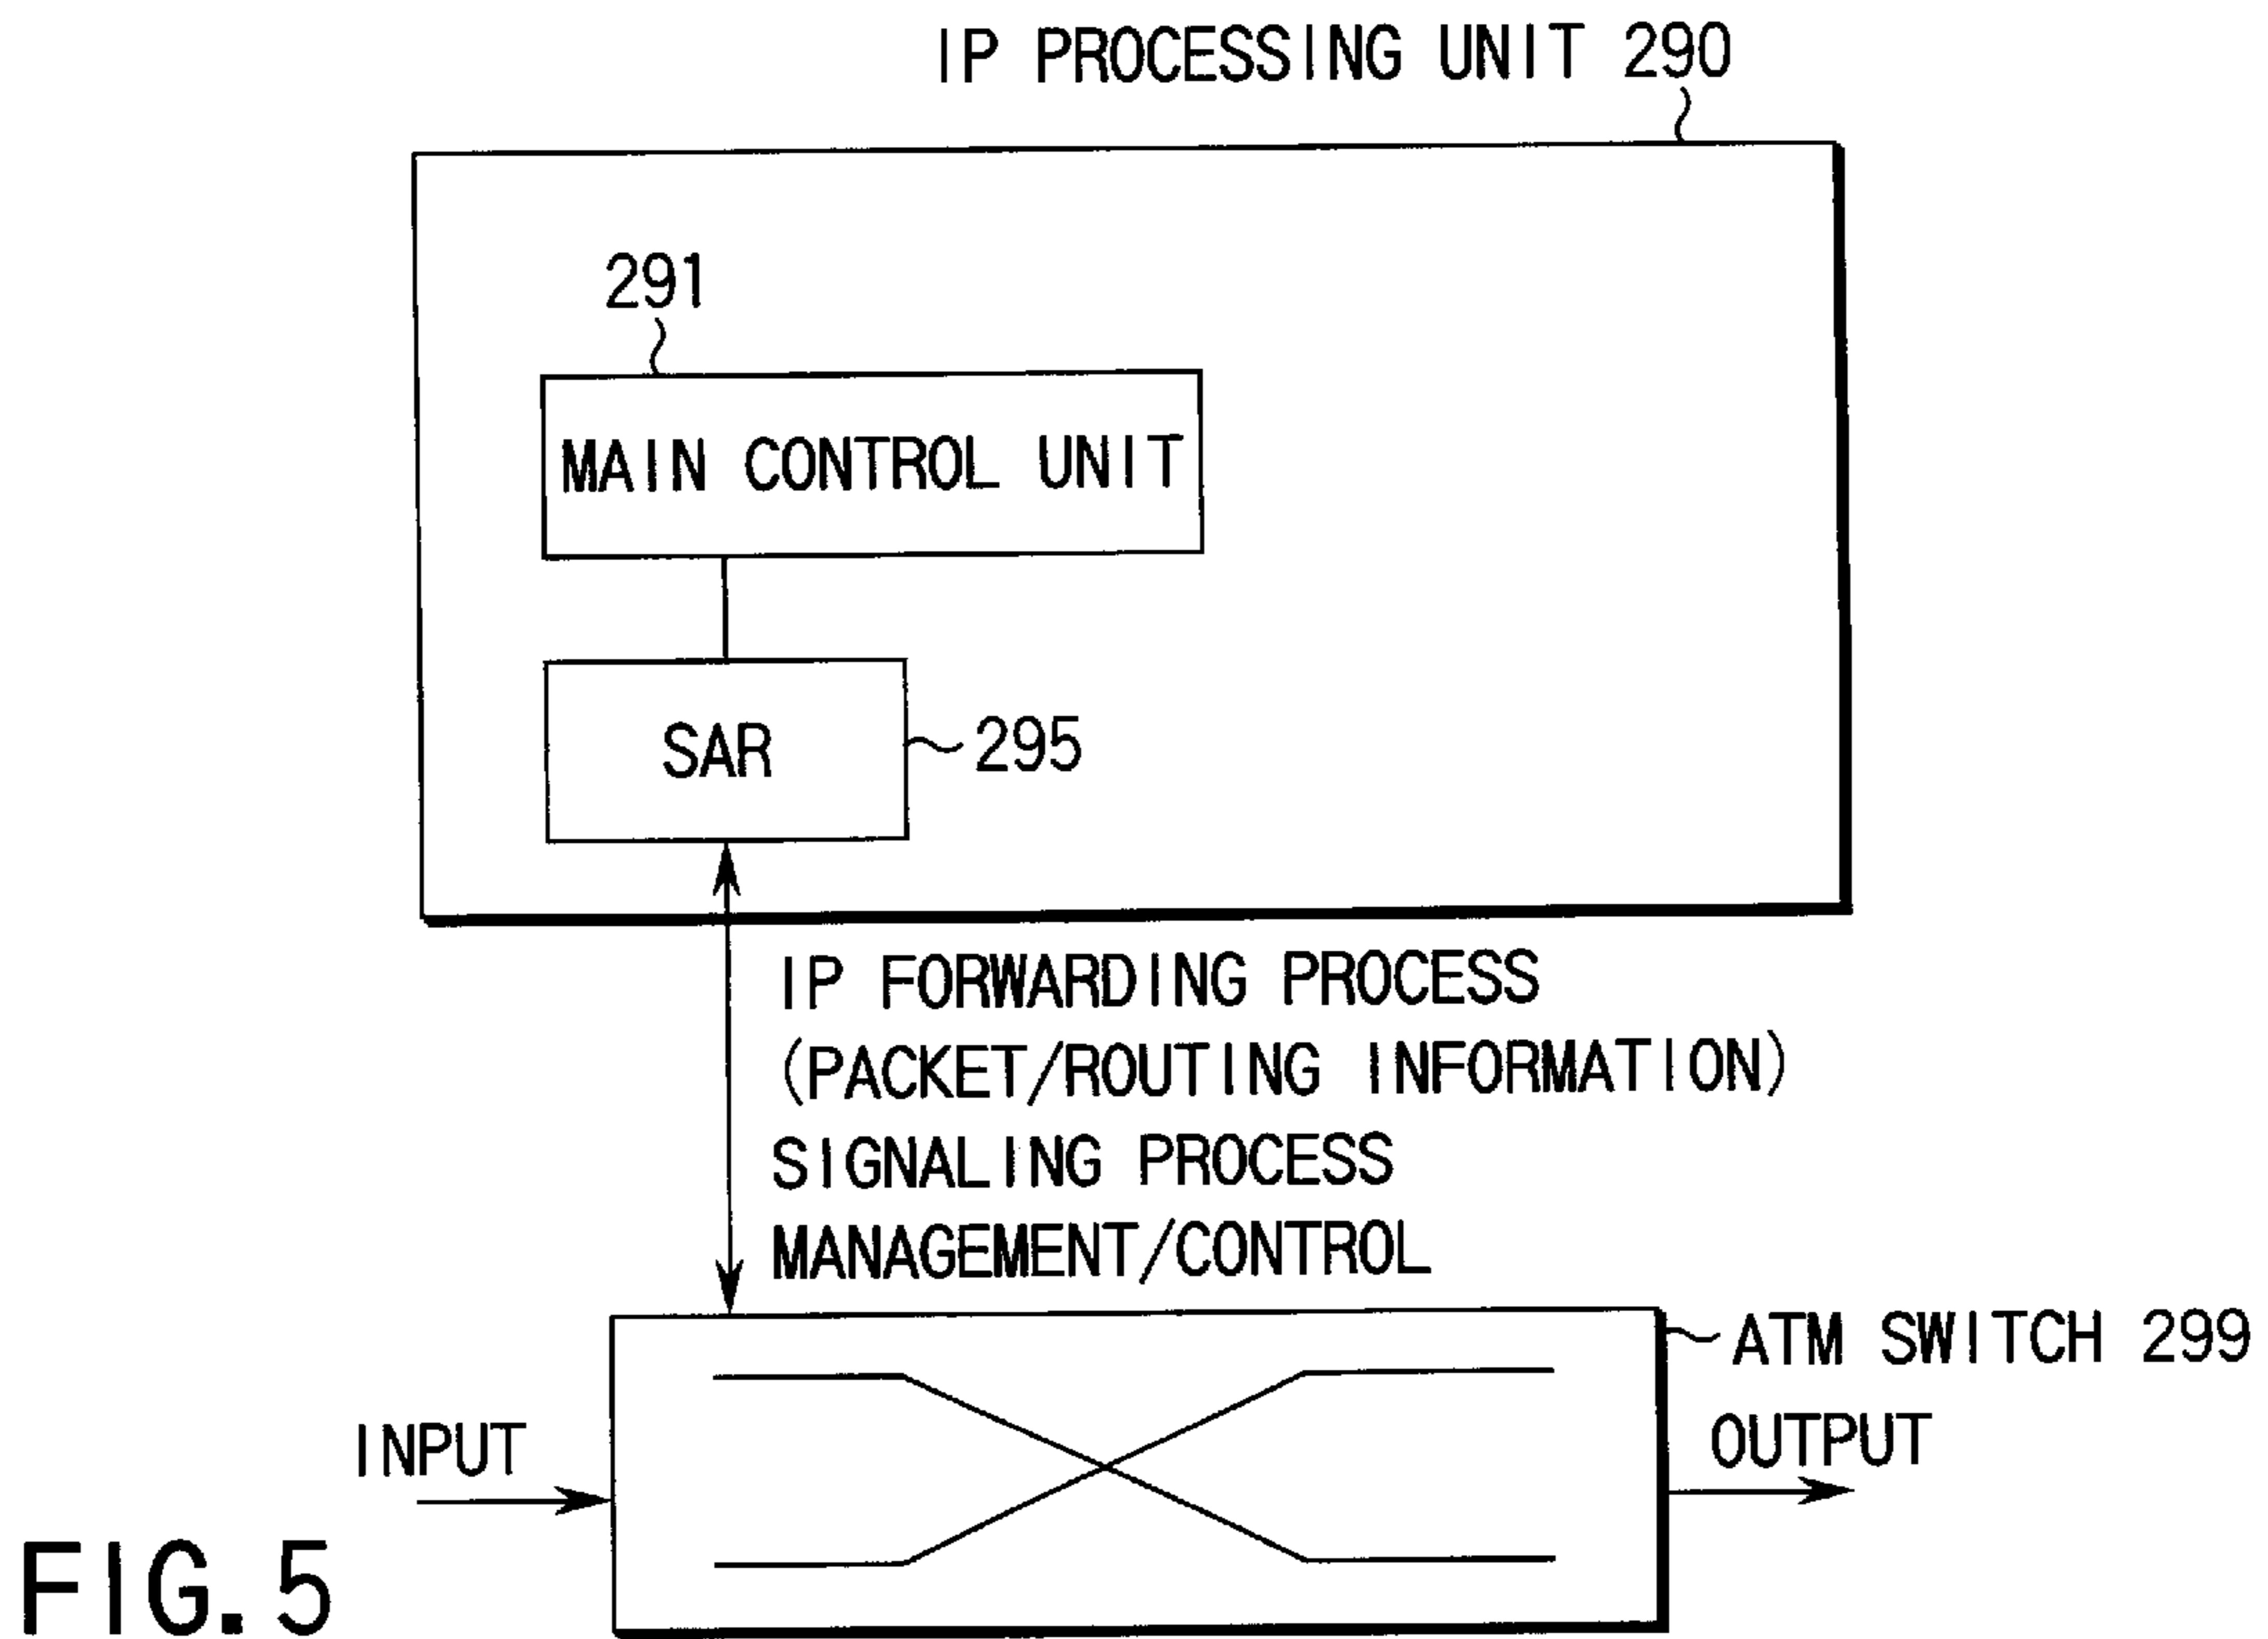 IP PROCESSING UNIT 290
291
MAIN CONTROL UNIT
SAR
295
IP FORWARDING PROCESS
(PACKET/ROUTING INFORMATION)
SIGNALING PROCESS
MANAGEMENT/CONTROL
ATM SWITCH 299
INPUT
OUTPUT
FIG. 5